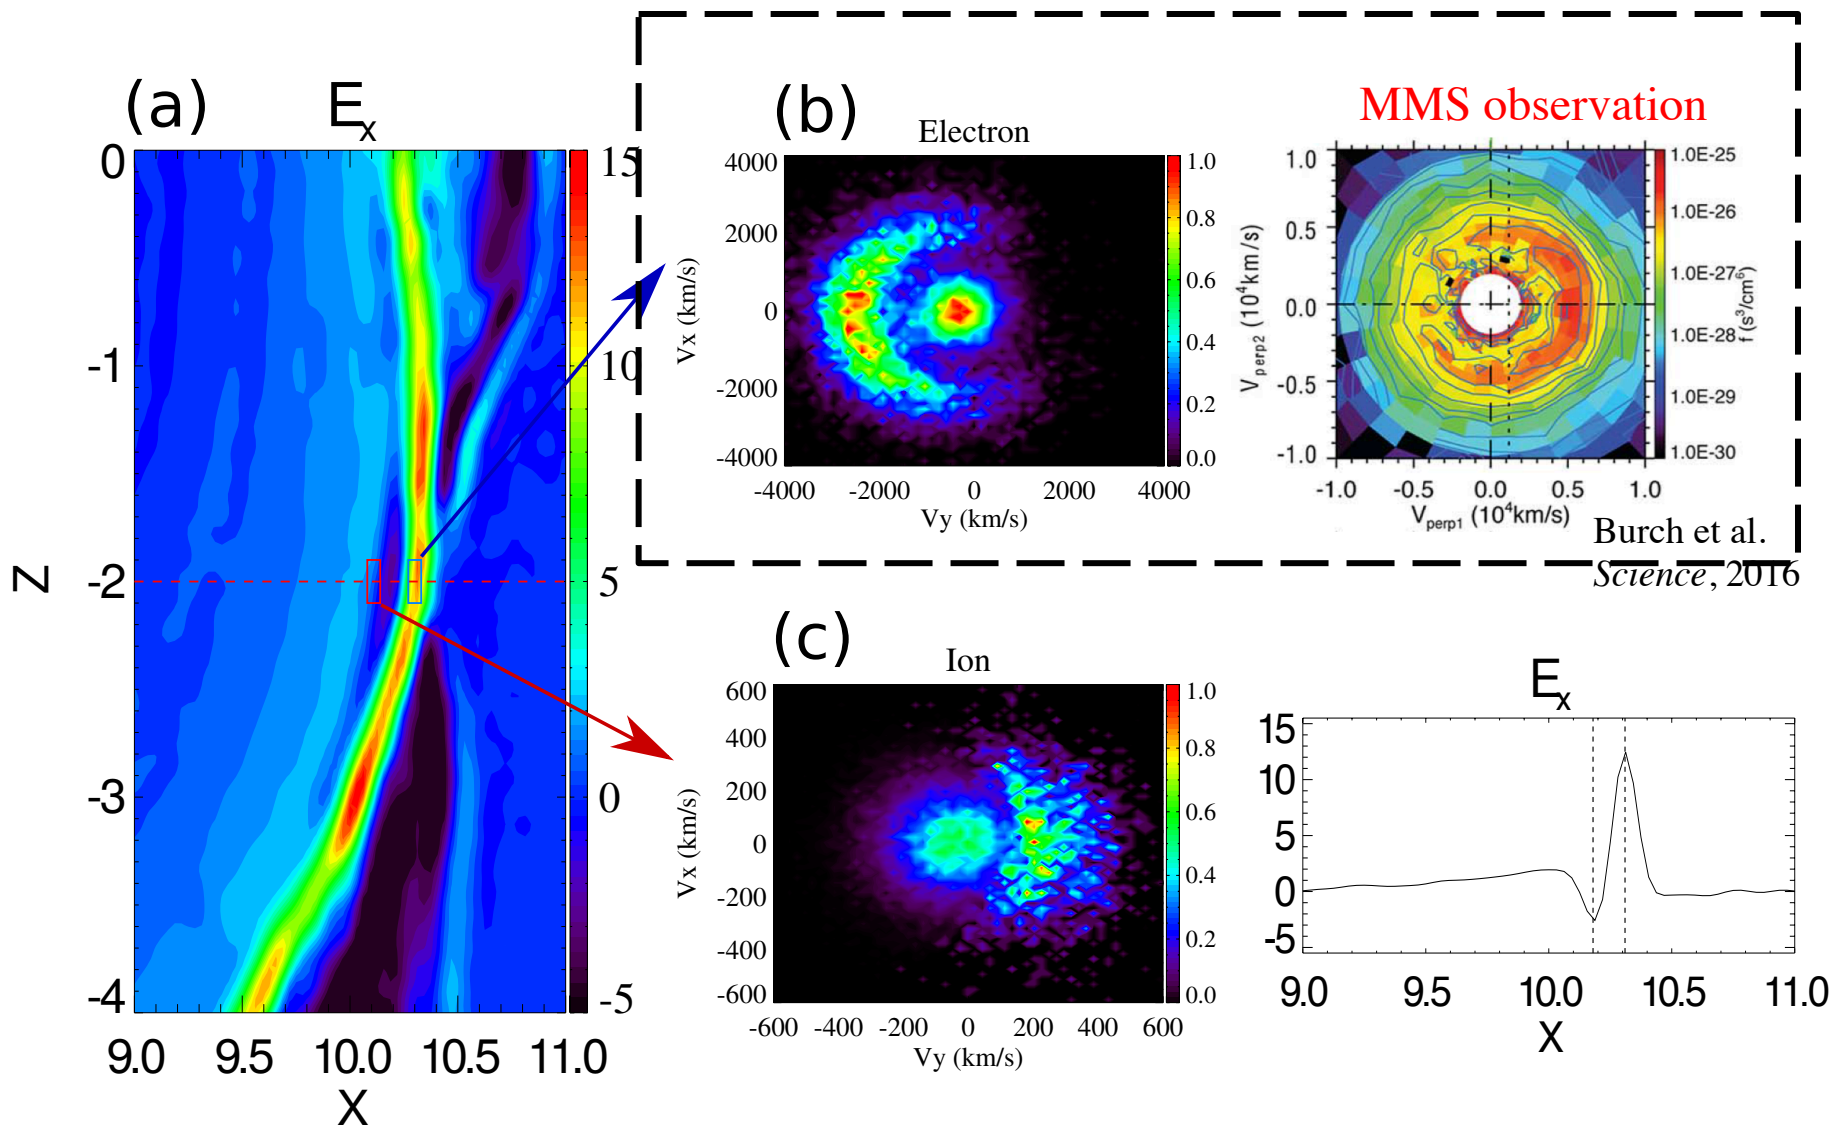 (a)
Ex
0
-1
-2
-3
-4
Z
9.0 9.5 10.0 10.5 11.0
X
15
10
5
0
-5
(b)
Electron
4000
2000
0
-2000
-4000
Vx (km/s)
-4000 -2000 0 2000 4000
Vy (km/s)
1.0
0.8
0.6
0.4
0.2
0.0
MMS observation
1.0
0.5
0.0
-0.5
-1.0
Vperp2 (10⁴km/s)
-1.0 -0.5 0.0 0.5 1.0
Vperp1 (10⁴km/s)
1.0E-25
1.0E-26
1.0E-27
1.0E-28
1.0E-29
1.0E-30
f(s³/cm⁶)
Burch et al.
Science, 2016
(c)
Ion
600
400
200
0
-200
-400
-600
Vx (km/s)
-600 -400 -200 0 200 400 600
Vy (km/s)
1.0
0.8
0.6
0.4
0.2
0.0
Ex
15
10
5
0
-5
9.0 9.5 10.0 10.5 11.0
X